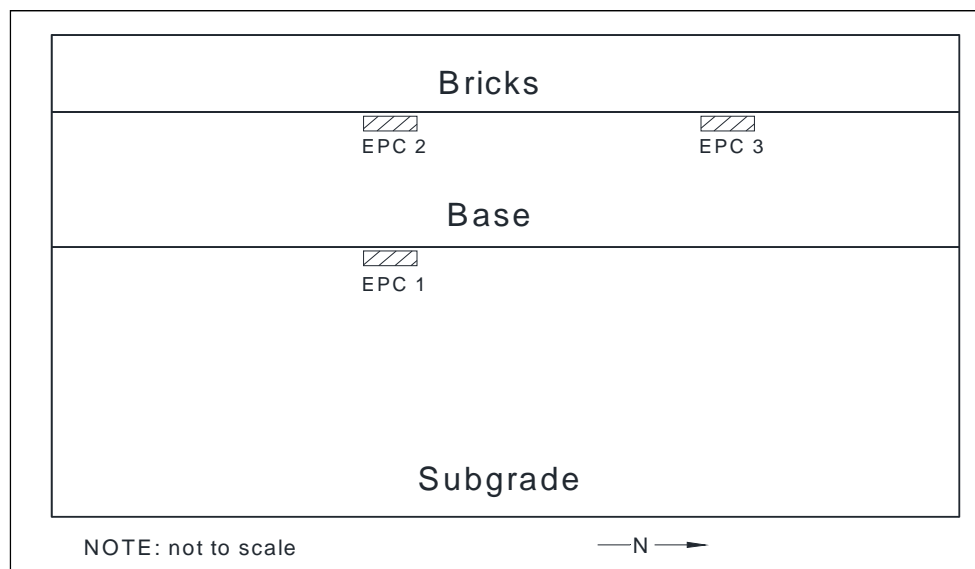 Bricks
EPC 2
EPC 3
Base
EPC 1
Subgrade
NOTE: not to scale
N